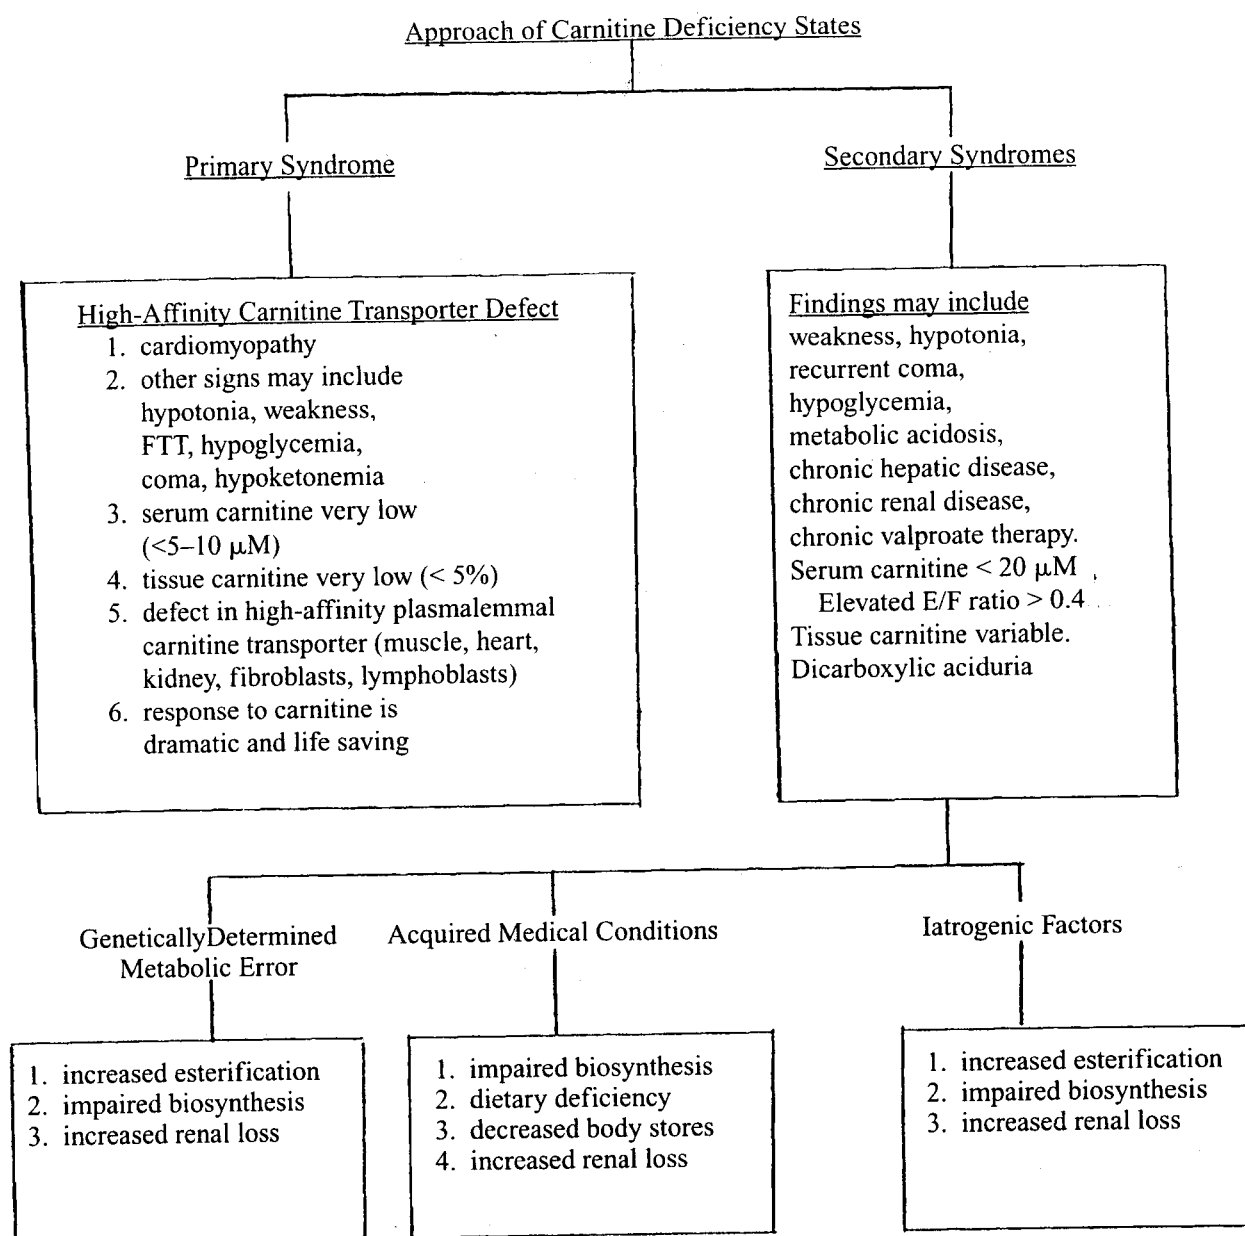 Approach of Carnitine Deficiency States
Primary Syndrome
Secondary Syndromes
High-Affinity Carnitine Transporter Defect
1. cardiomyopathy
2. other signs may include
hypotonia, weakness,
FTT, hypoglycemia,
coma, hypoketonemia
3. serum carnitine very low
(<5–10 μM)
4. tissue carnitine very low (< 5%)
5. defect in high-affinity plasmalemmal
carnitine transporter (muscle, heart,
kidney, fibroblasts, lymphoblasts)
6. response to carnitine is
dramatic and life saving
Findings may include
weakness, hypotonia,
recurrent coma,
hypoglycemia,
metabolic acidosis,
chronic hepatic disease,
chronic renal disease,
chronic valproate therapy.
Serum carnitine < 20 μM
Elevated E/F ratio > 0.4
Tissue carnitine variable.
Dicarboxylic aciduria
GeneticallyDetermined
Metabolic Error
Acquired Medical Conditions
Iatrogenic Factors
1. increased esterification
2. impaired biosynthesis
3. increased renal loss
1. impaired biosynthesis
2. dietary deficiency
3. decreased body stores
4. increased renal loss
1. increased esterification
2. impaired biosynthesis
3. increased renal loss